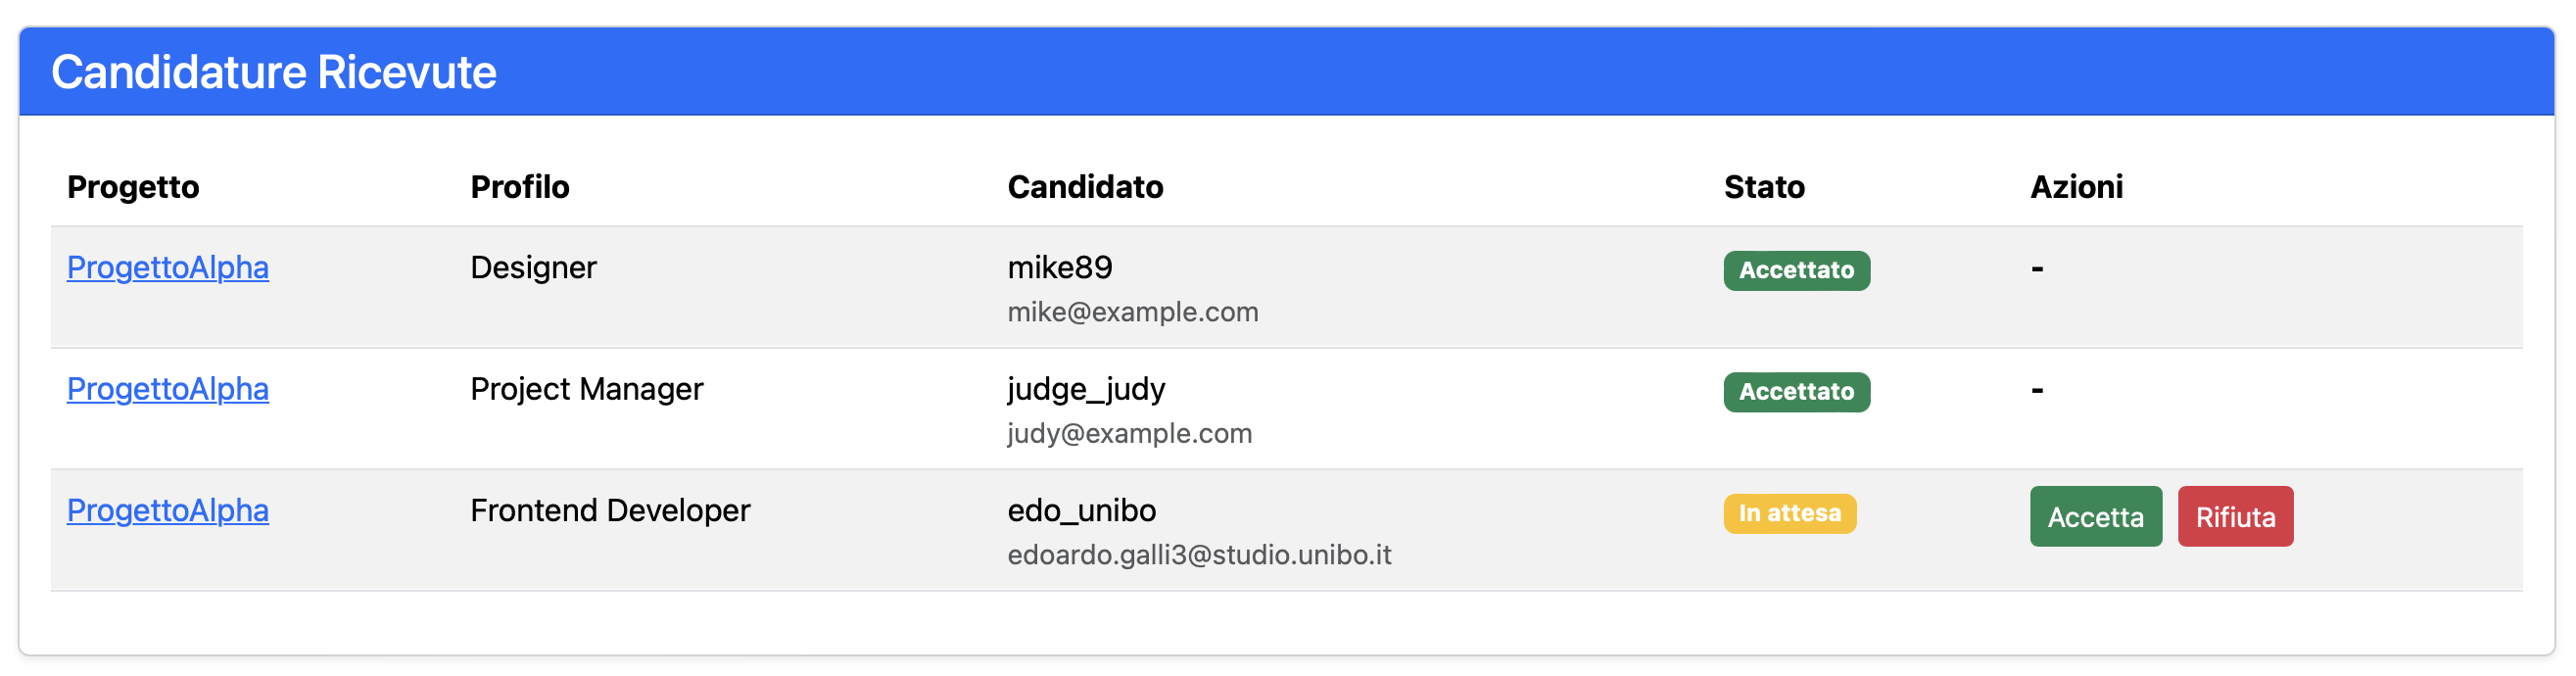 Candidature Ricevute
Progetto Profilo Candidato Stato Azioni
ProgettoAlpha Designer mike89 Accettato -
mike@example.com
ProgettoAlpha Project Manager judge_judy Accettato -
judy@example.com
ProgettoAlpha Frontend Developer edo_unibo In attesa Accetta Rifiuta
edoardo.galli3@studio.unibo.it